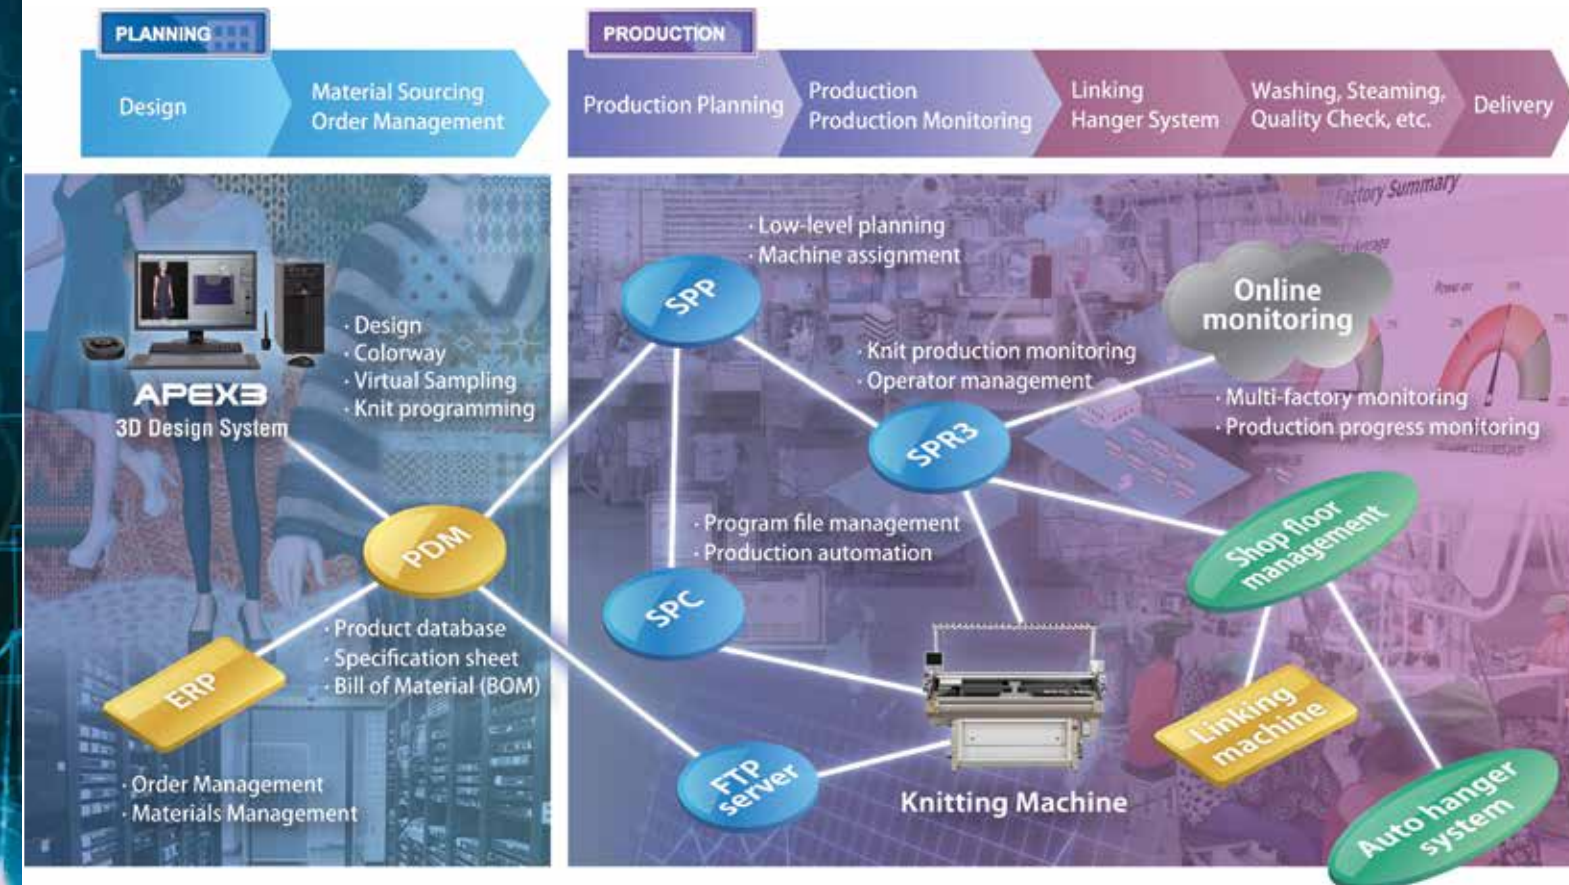 PLANNING
Design
Material Sourcing
Order Management
PRODUCTION
Production Planning
Production
Production Monitoring
Linking
Hanger System
Washing, Steaming,
Quality Check, etc.
Delivery
APEX3
3D Design System
· Design
· Colorway
· Virtual Sampling
· Knit programming
PDM
· Product database
· Specification sheet
· Bill of Material (BOM)
ERP
· Order Management
· Materials Management
SPP
· Low-level planning
· Machine assignment
Factory Summary
Average
Online
monitoring
· Multi-factory monitoring
· Production progress monitoring
· Knit production monitoring
· Operator management
SPR3
· Program file management
· Production automation
SPC
FTP
server
Knitting Machine
Shop floor
management
Linking
machine
Auto hanger
system